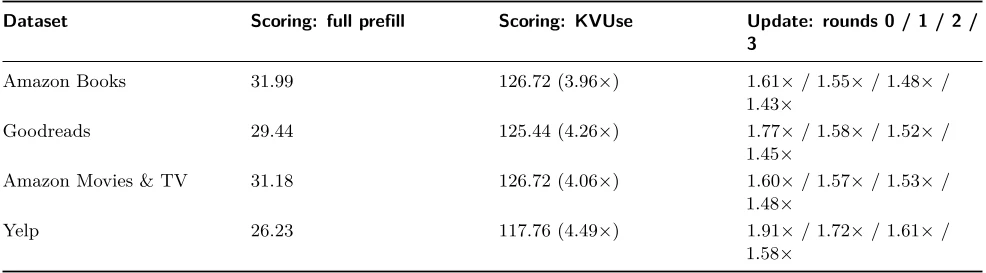 Dataset Scoring: full prefill Scoring: KVUse Update: rounds 0 / 1 / 2 /
3
Amazon Books 31.99 126.72 (3.96×) 1.61× / 1.55× / 1.48× /
1.43×
Goodreads 29.44 125.44 (4.26×) 1.77× / 1.58× / 1.52× /
1.45×
Amazon Movies & TV 31.18 126.72 (4.06×) 1.60× / 1.57× / 1.53× /
1.48×
Yelp 26.23 117.76 (4.49×) 1.91× / 1.72× / 1.61× /
1.58×